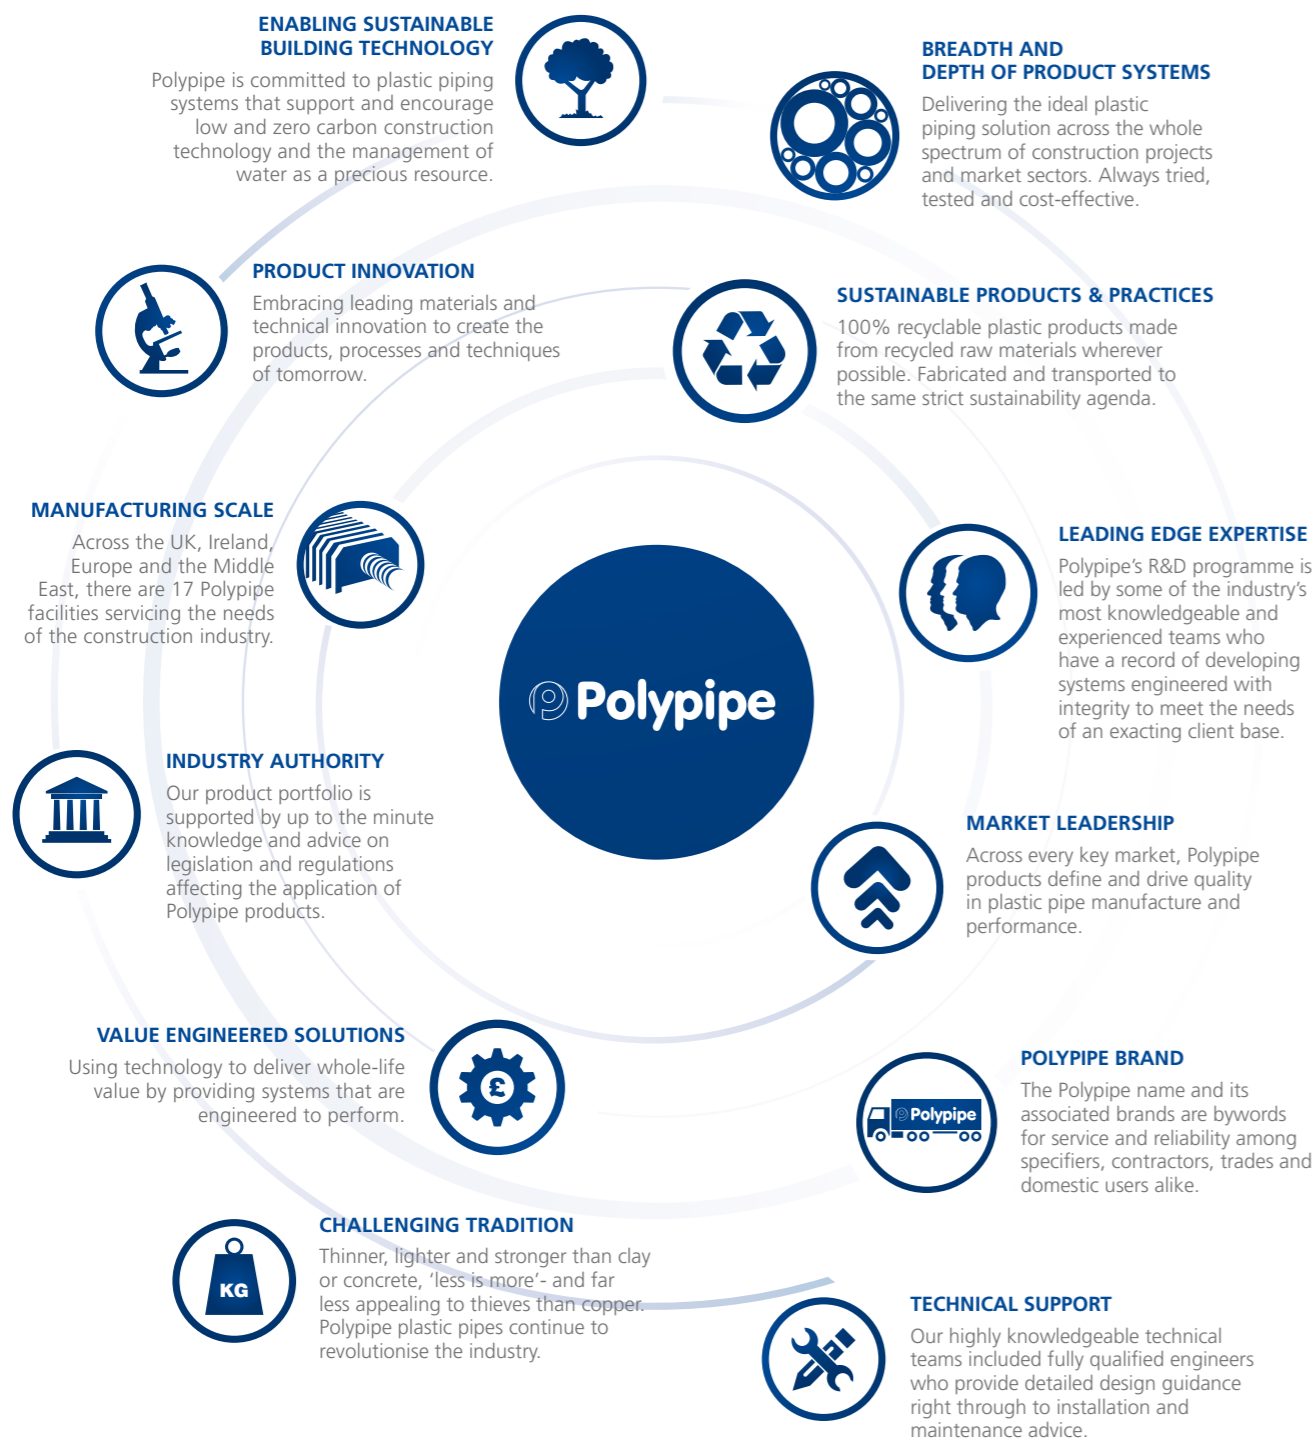 ENABLING SUSTAINABLE
BUILDING TECHNOLOGY
Polypipe is committed to plastic piping
systems that support and encourage
low and zero carbon construction
technology and the management of
water as a precious resource.
BREADTH AND
DEPTH OF PRODUCT SYSTEMS
Delivering the ideal plastic
piping solution across the whole
spectrum of construction projects
and market sectors. Always tried,
tested and cost-effective.
PRODUCT INNOVATION
Embracing leading materials and
technical innovation to create the
products, processes and techniques
of tomorrow.
SUSTAINABLE PRODUCTS & PRACTICES
100% recyclable plastic products made
from recycled raw materials wherever
possible. Fabricated and transported to
the same strict sustainability agenda.
MANUFACTURING SCALE
Across the UK, Ireland,
Europe and the Middle
East, there are 17 Polypipe
facilities servicing the needs
of the construction industry.
LEADING EDGE EXPERTISE
Polypipe’s R&D programme is
led by some of the industry’s
most knowledgeable and
experienced teams who
have a record of developing
systems engineered with
integrity to meet the needs
of an exacting client base.
Polypipe
INDUSTRY AUTHORITY
Our product portfolio is
supported by up to the minute
knowledge and advice on
legislation and regulations
affecting the application of
Polypipe products.
MARKET LEADERSHIP
Across every key market, Polypipe
products define and drive quality
in plastic pipe manufacture and
performance.
VALUE ENGINEERED SOLUTIONS
Using technology to deliver whole-life
value by providing systems that are
engineered to perform.
£
POLYPIPE BRAND
The Polypipe name and its
associated brands are bywords
for service and reliability among
specifiers, contractors, trades and
domestic users alike.
Polypipe
CHALLENGING TRADITION
Thinner, lighter and stronger than clay
or concrete, ‘less is more’- and far
less appealing to thieves than copper.
Polypipe plastic pipes continue to
revolutionise the industry.
KG
TECHNICAL SUPPORT
Our highly knowledgeable technical
teams included fully qualified engineers
who provide detailed design guidance
right through to installation and
maintenance advice.